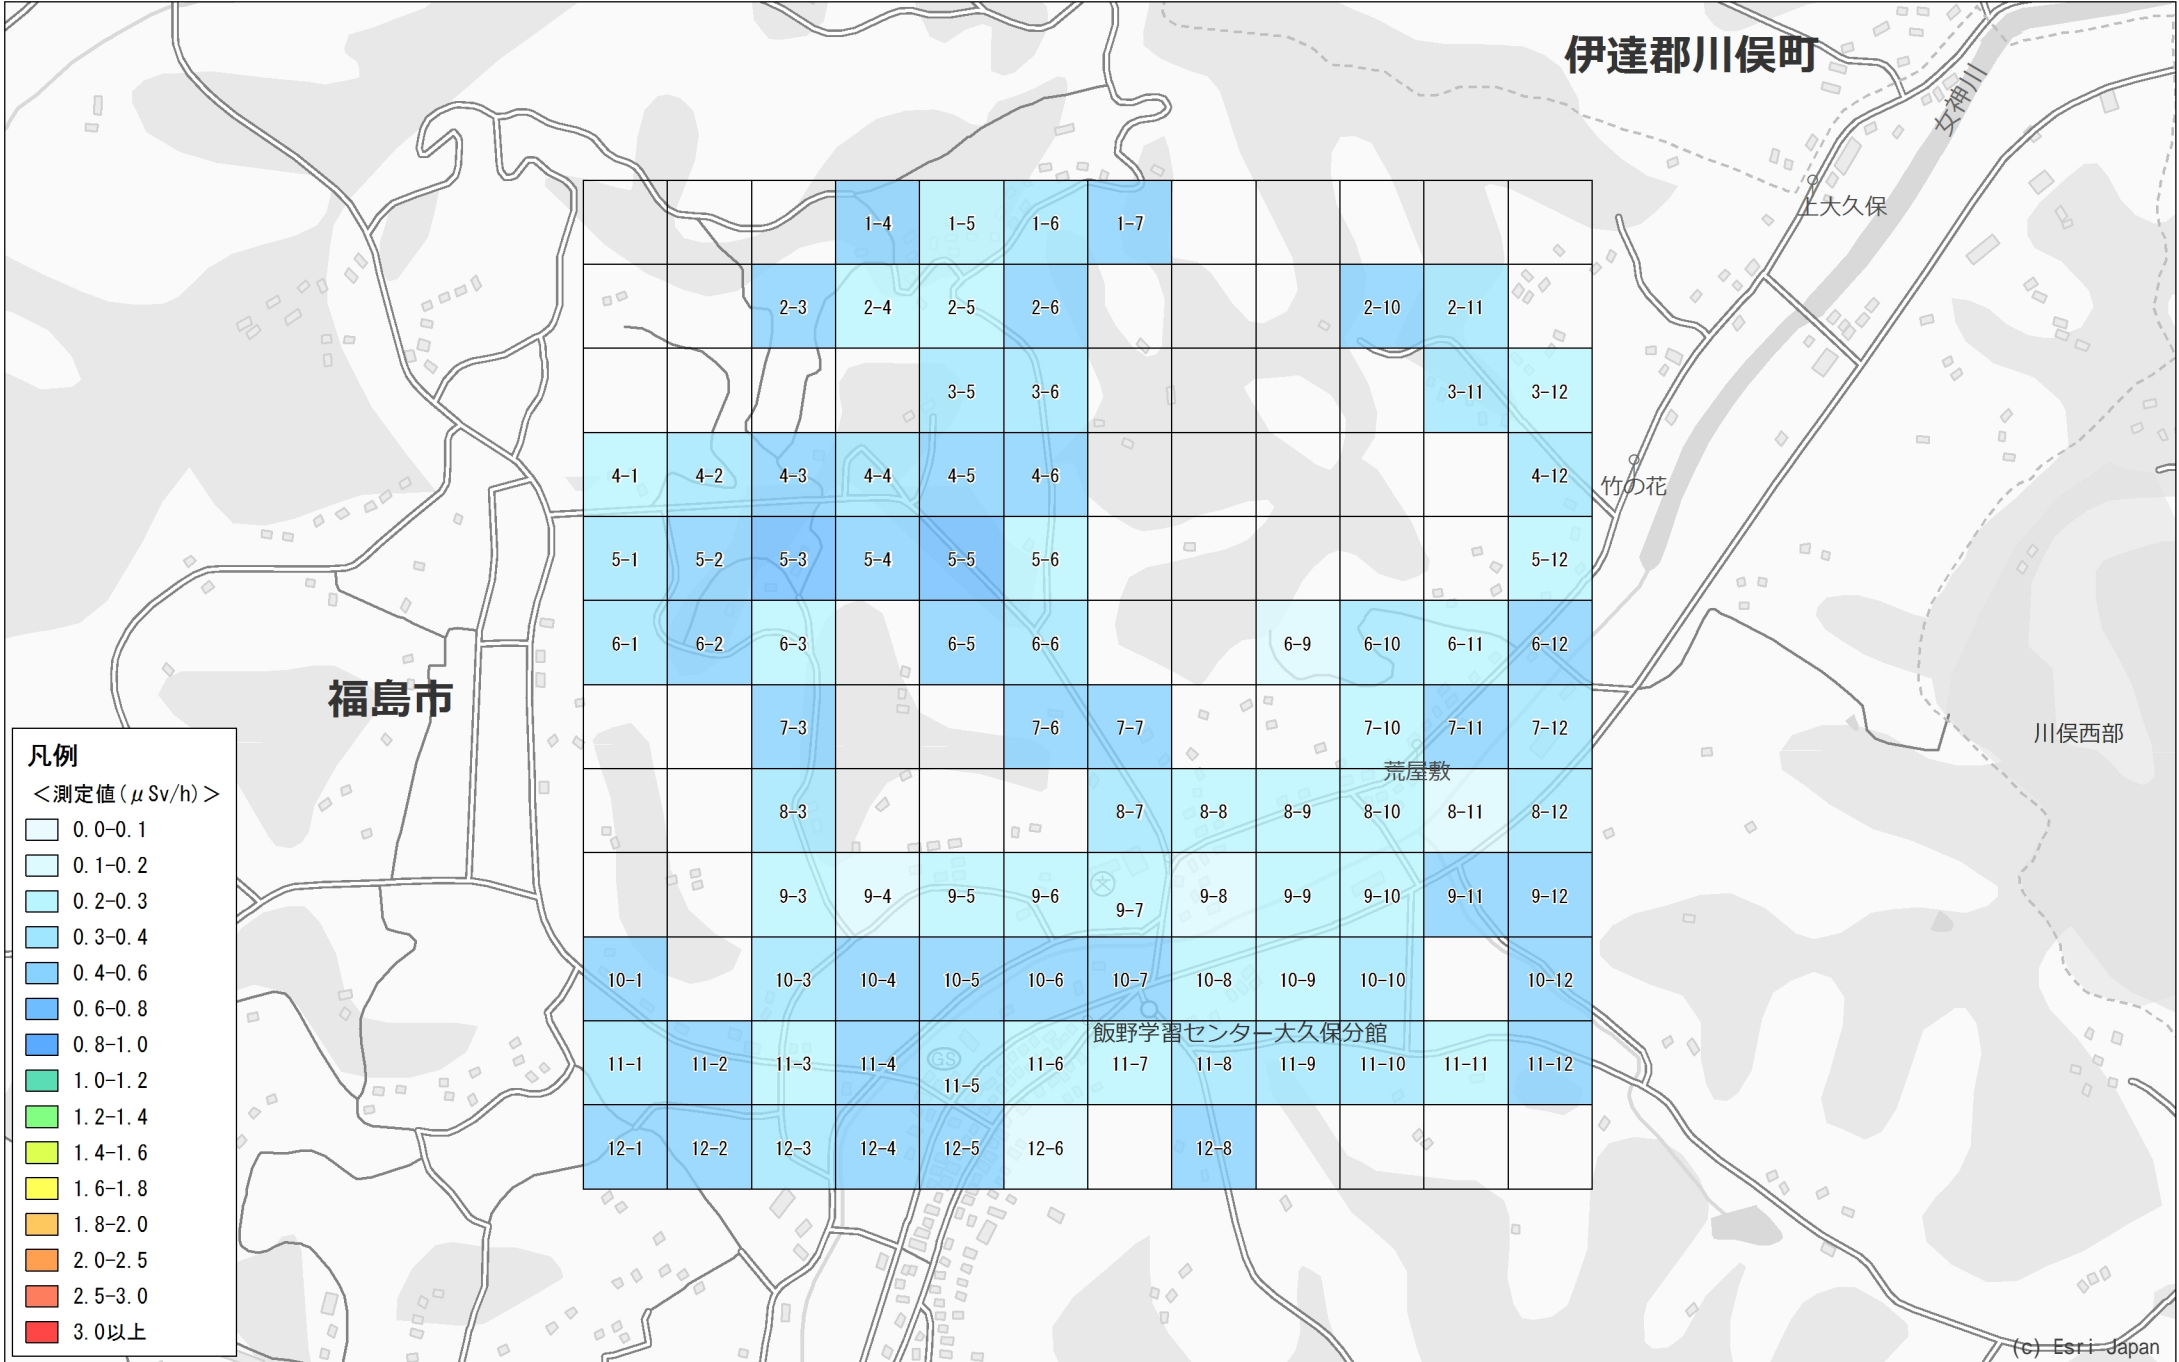 伊達郡川俣町
女神川
上大久保
1-4 1-5 1-6 1-7
2-3 2-4 2-5 2-6 2-10 2-11
3-5 3-6 3-11 3-12
4-1 4-2 4-3 4-4 4-5 4-6 4-12
竹の花
5-1 5-2 5-3 5-4 5-5 5-6 5-12
6-1 6-2 6-3 6-5 6-6 6-9 6-10 6-11 6-12
福島市
7-3 7-6 7-7 7-10 7-11 7-12
川俣西部
荒屋敷
8-3 8-7 8-8 8-9 8-10 8-11 8-12
9-3 9-4 9-5 9-6 9-7 9-8 9-9 9-10 9-11 9-12
10-1 10-3 10-4 10-5 10-6 10-7 10-8 10-9 10-10 10-12
飯野学習センター大久保分館
GS
11-1 11-2 11-3 11-4 11-5 11-6 11-7 11-8 11-9 11-10 11-11 11-12
12-1 12-2 12-3 12-4 12-5 12-6 12-8
凡例
＜測定値(μSv/h)＞
0.0-0.1
0.1-0.2
0.2-0.3
0.3-0.4
0.4-0.6
0.6-0.8
0.8-1.0
1.0-1.2
1.2-1.4
1.4-1.6
1.6-1.8
1.8-2.0
2.0-2.5
2.5-3.0
3.0以上
(c) Esri Japan